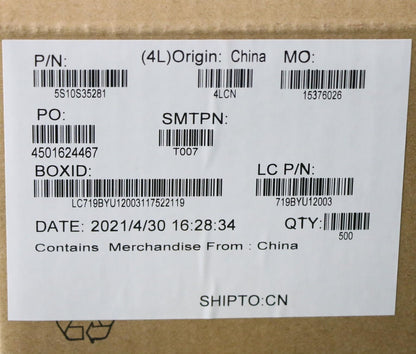 P/N: (4L)Origin: China MO:
5S10S35281 4LCN 15376026
PO: SMTPN:
4501624467 T007
BOXID: LC P/N:
LC719BYU12003117522119 719BYU12003
DATE: 2021/4/30 16:28:34 QTY:
500
Contains Merchandise From : China
SHIPTO:CN